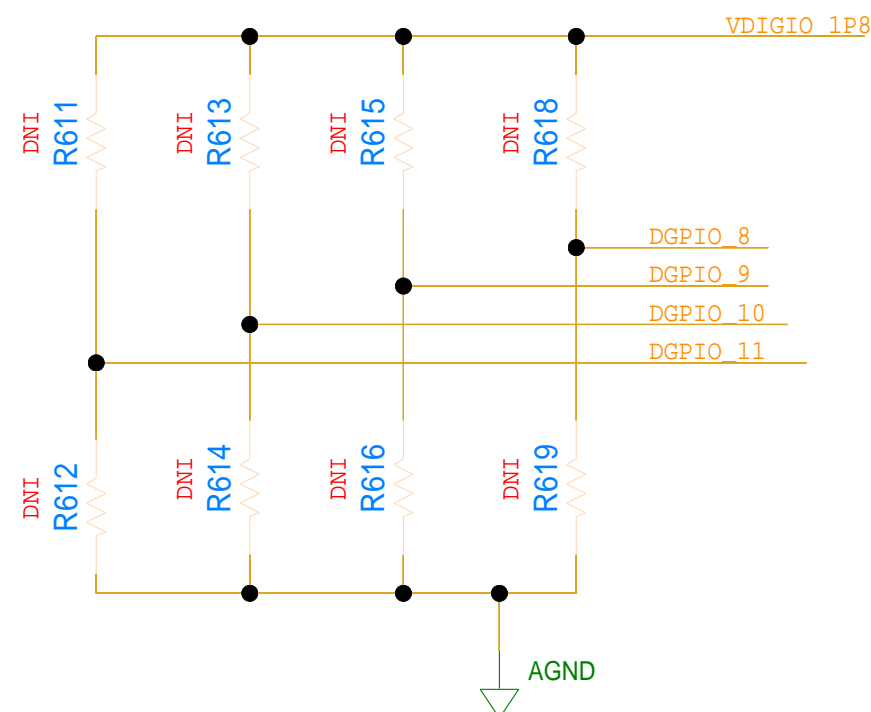 VDIGIO_1P8
DNI
R611
DNI
R613
DNI
R615
DNI
R618
DGPIO_8
DGPIO_9
DGPIO_10
DGPIO_11
DNI
R612
DNI
R614
DNI
R616
DNI
R619
AGND